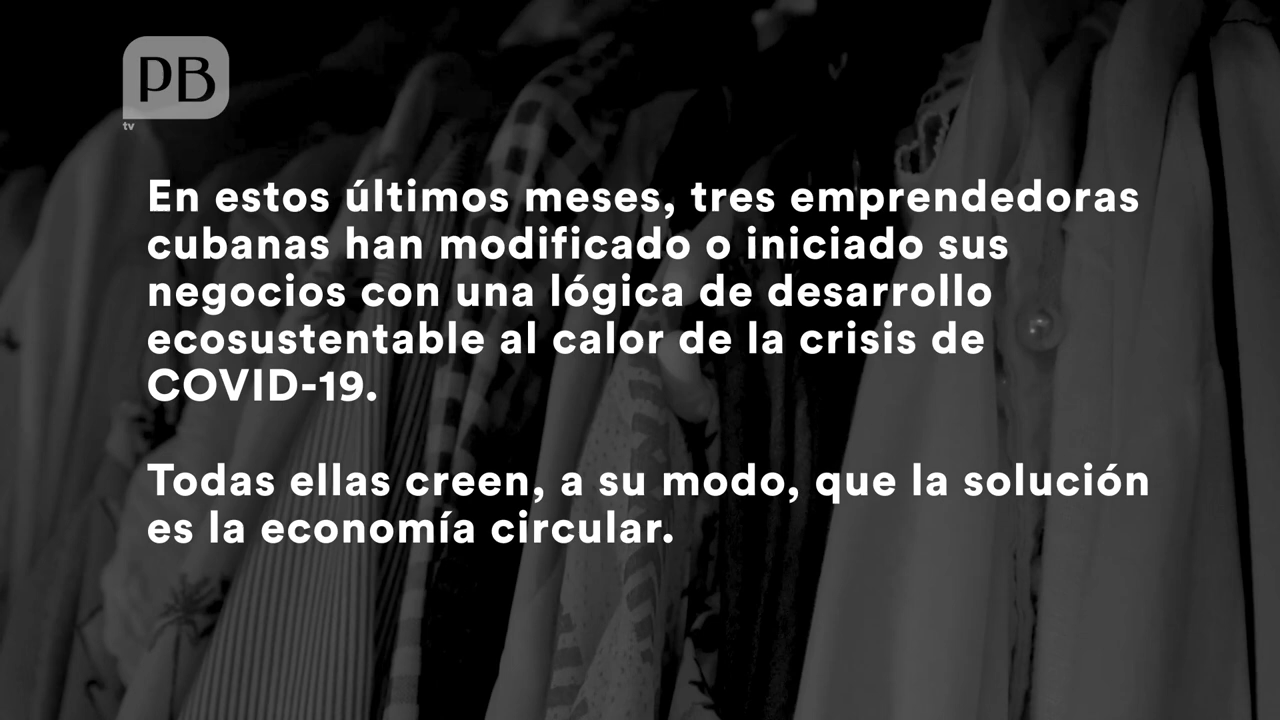 PB
tv
En estos últimos meses, tres emprendedoras
cubanas han modificado o iniciado sus
negocios con una lógica de desarrollo
ecosustentable al calor de la crisis de
COVID-19.
Todas ellas creen, a su modo, que la solución
es la economía circular.